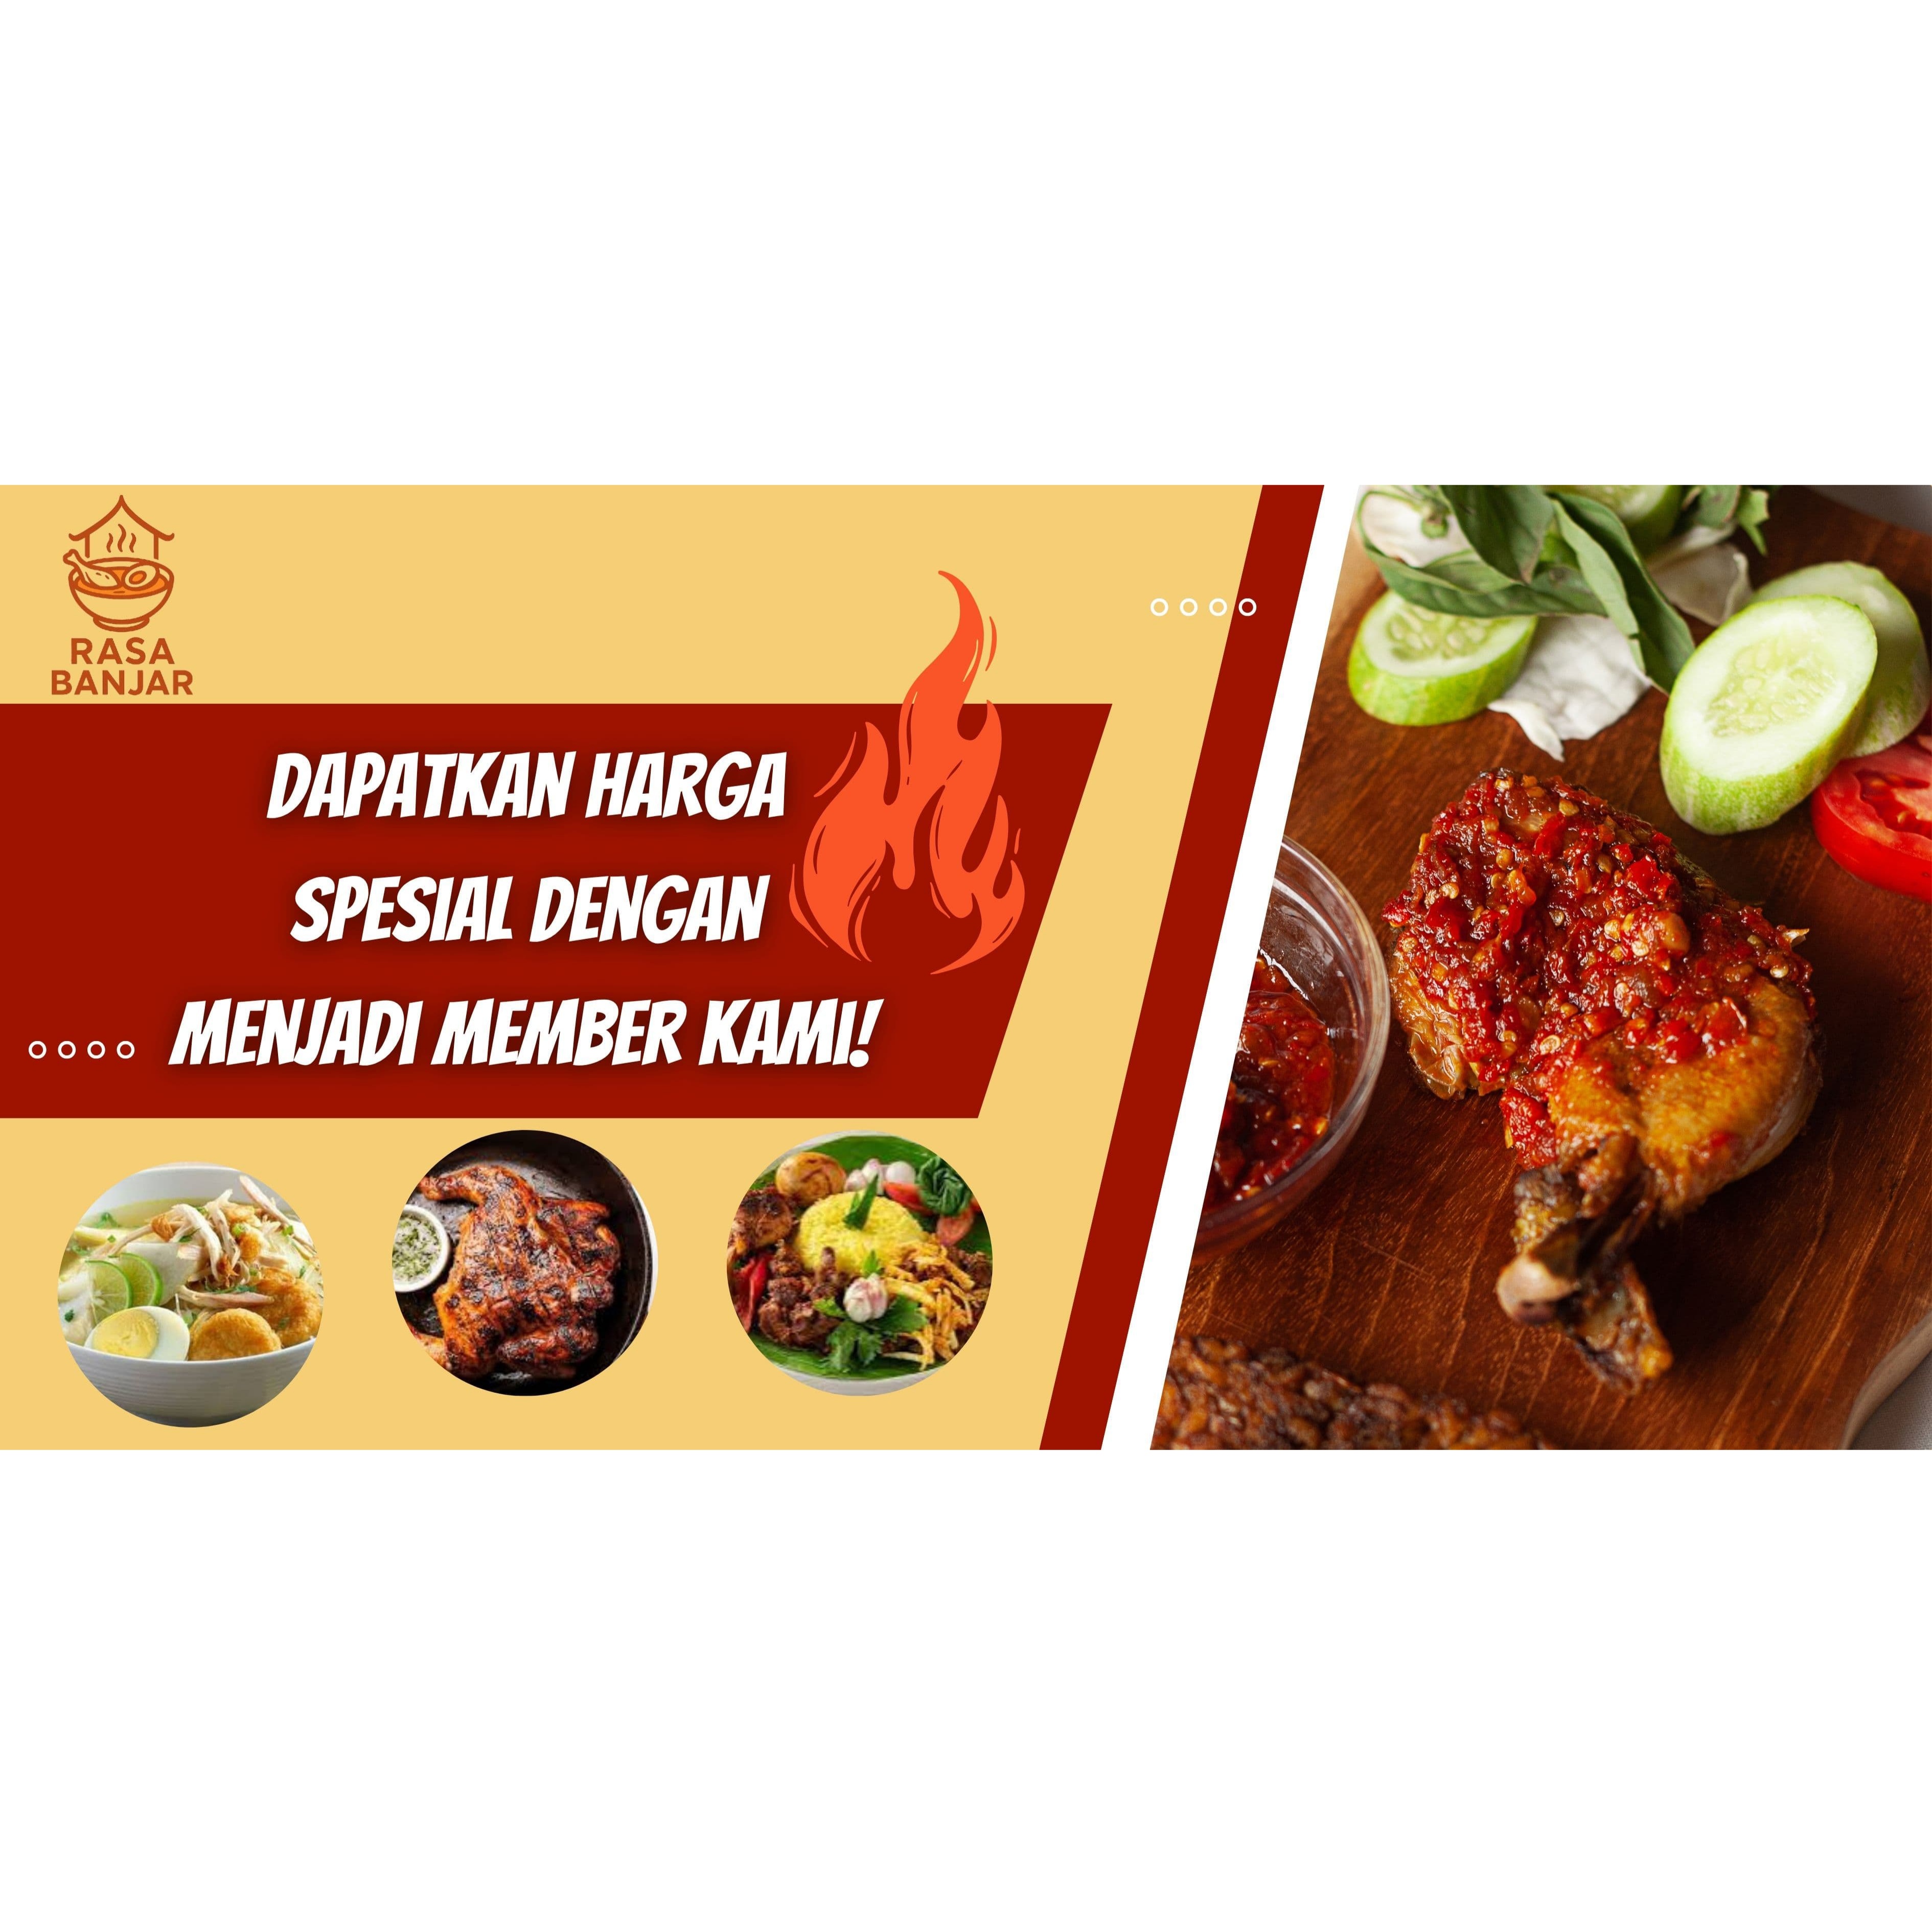 RASA
BANJAR
DAPATKAN HARGA
SPESIAL DENGAN
MENJADI MEMBER KAMI!